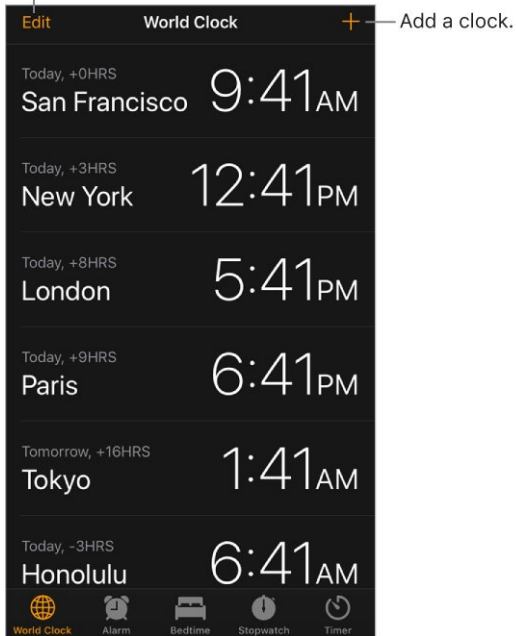 Edit World Clock + Add a clock.
Today, +0HRS
San Francisco 9:41AM
Today, +3HRS
New York 12:41PM
Today, +8HRS
London 5:41PM
Today, +9HRS
Paris 6:41PM
Tomorrow, +16HRS
Tokyo 1:41AM
Today, -3HRS
Honolulu 6:41AM
World Clock Alarm Bedtime Stopwatch Timer